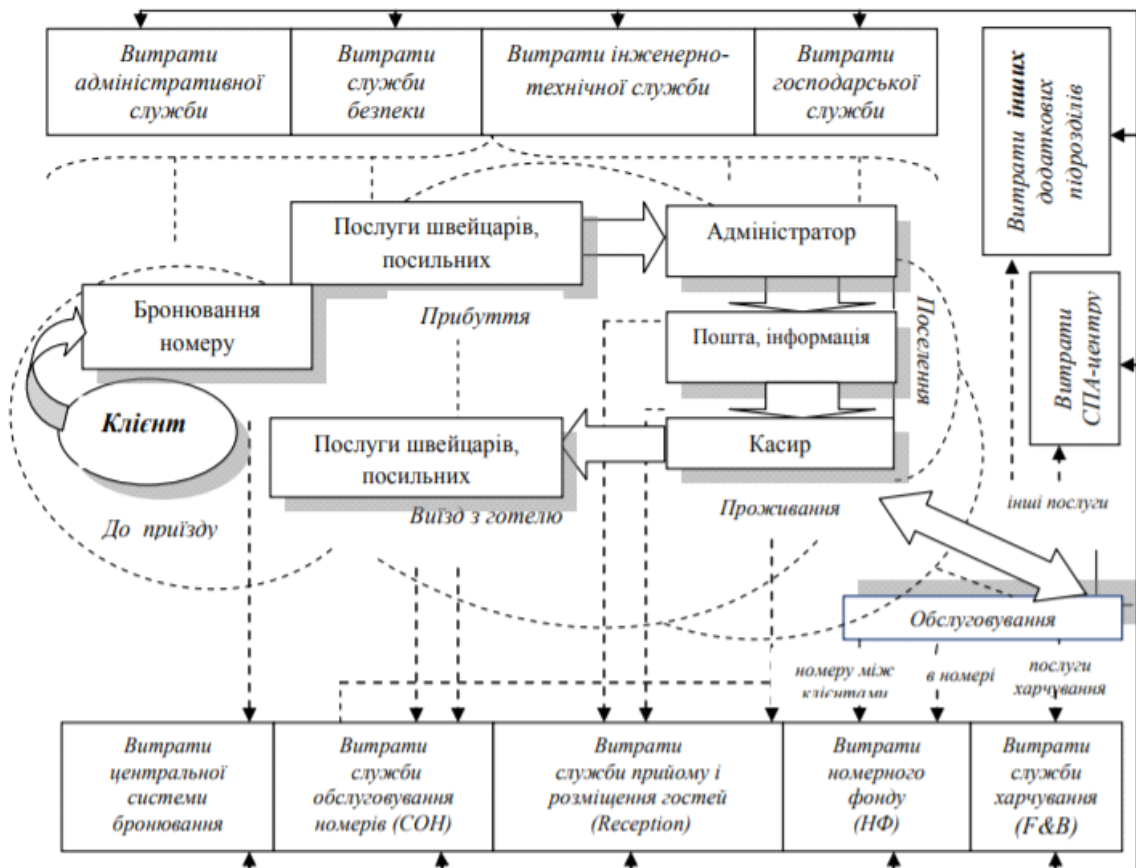 Витрати
адміністративної
служби
Витрати
служби
безпеки
Витрати інженерно-
технічної служби
Витрати
господарської
служби
Витрати інших
додаткових
підрозділів
Послуги швейцарів,
посильних
Адміністратор
Бронювання
номеру
Прибуття
Пошта, інформація
Поселення
Витрати
СПА-центру
Клієнт
Послуги швейцарів,
посильних
Касир
До приїзду
Виїзд з готелю
Проживання
інші послуги
Обслуговування
номеру між
клієнтами
в номері
послуги
харчування
Витрати
центральної
системи
бронювання
Витрати
служби
обслуговування
номерів (СОН)
Витрати
служби прийому і
розміщення гостей
(Reception)
Витрати
номерного
фонду
(НФ)
Витрати
служби
харчування
(F&B)